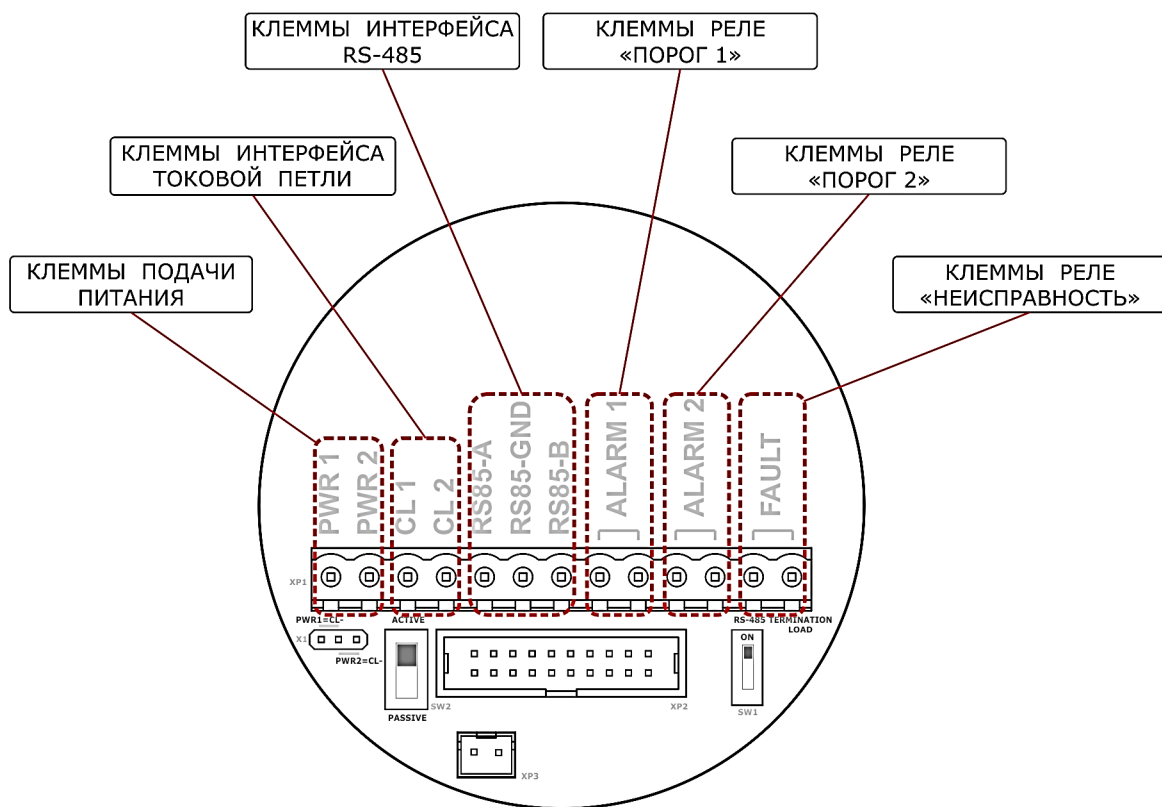 КЛЕММЫ ИНТЕРФЕЙСА
RS-485
КЛЕММЫ РЕЛЕ
«ПОРОГ 1»
КЛЕММЫ ИНТЕРФЕЙСА
ТОКОВОЙ ПЕТЛИ
КЛЕММЫ РЕЛЕ
«ПОРОГ 2»
КЛЕММЫ ПОДАЧИ
ПИТАНИЯ
КЛЕММЫ РЕЛЕ
«НЕИСПРАВНОСТЬ»
PWR 1
PWR 2
CL 1
CL 2
RS85-A
RS85-GND
RS85-B
ALARM 1
ALARM 2
FAULT
XP1
PWR1=CL-
ACTIVE
RS-485 TERMINATION
LOAD
X1
ON
PWR2=CL-
PASSIVE
SW2
XP2
SW1
XP3